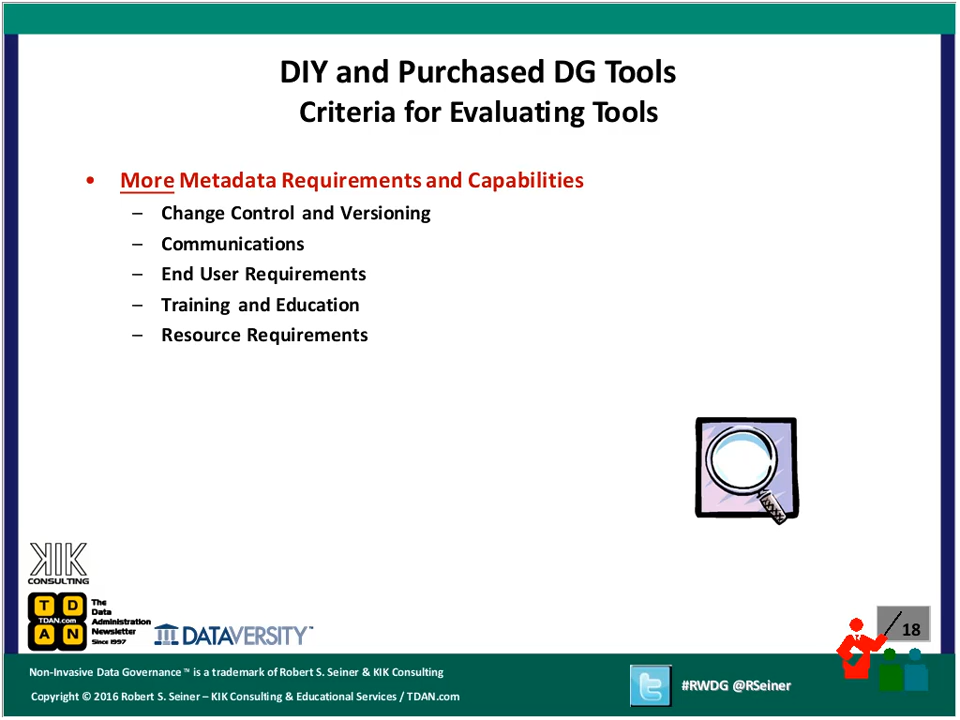 DIY and Purchased DG Tools
Criteria for Evaluating Tools
• More Metadata Requirements and Capabilities
– Change Control and Versioning
– Communications
– End User Requirements
– Training and Education
– Resource Requirements
KIK
CONSULTING
T D
TDAN.com
A N
The
Data
Administration
Newsletter
Since 1997
DATAVERSITY™
18
Non-Invasive Data Governance™ is a trademark of Robert S. Seiner & KIK Consulting
Copyright © 2016 Robert S. Seiner – KIK Consulting & Educational Services / TDAN.com
#RWDG @RSeiner